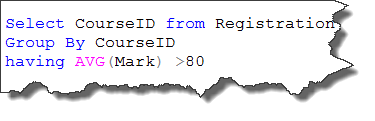 Select CourseID from Registration
Group By CourseID
having AVG(Mark) >80